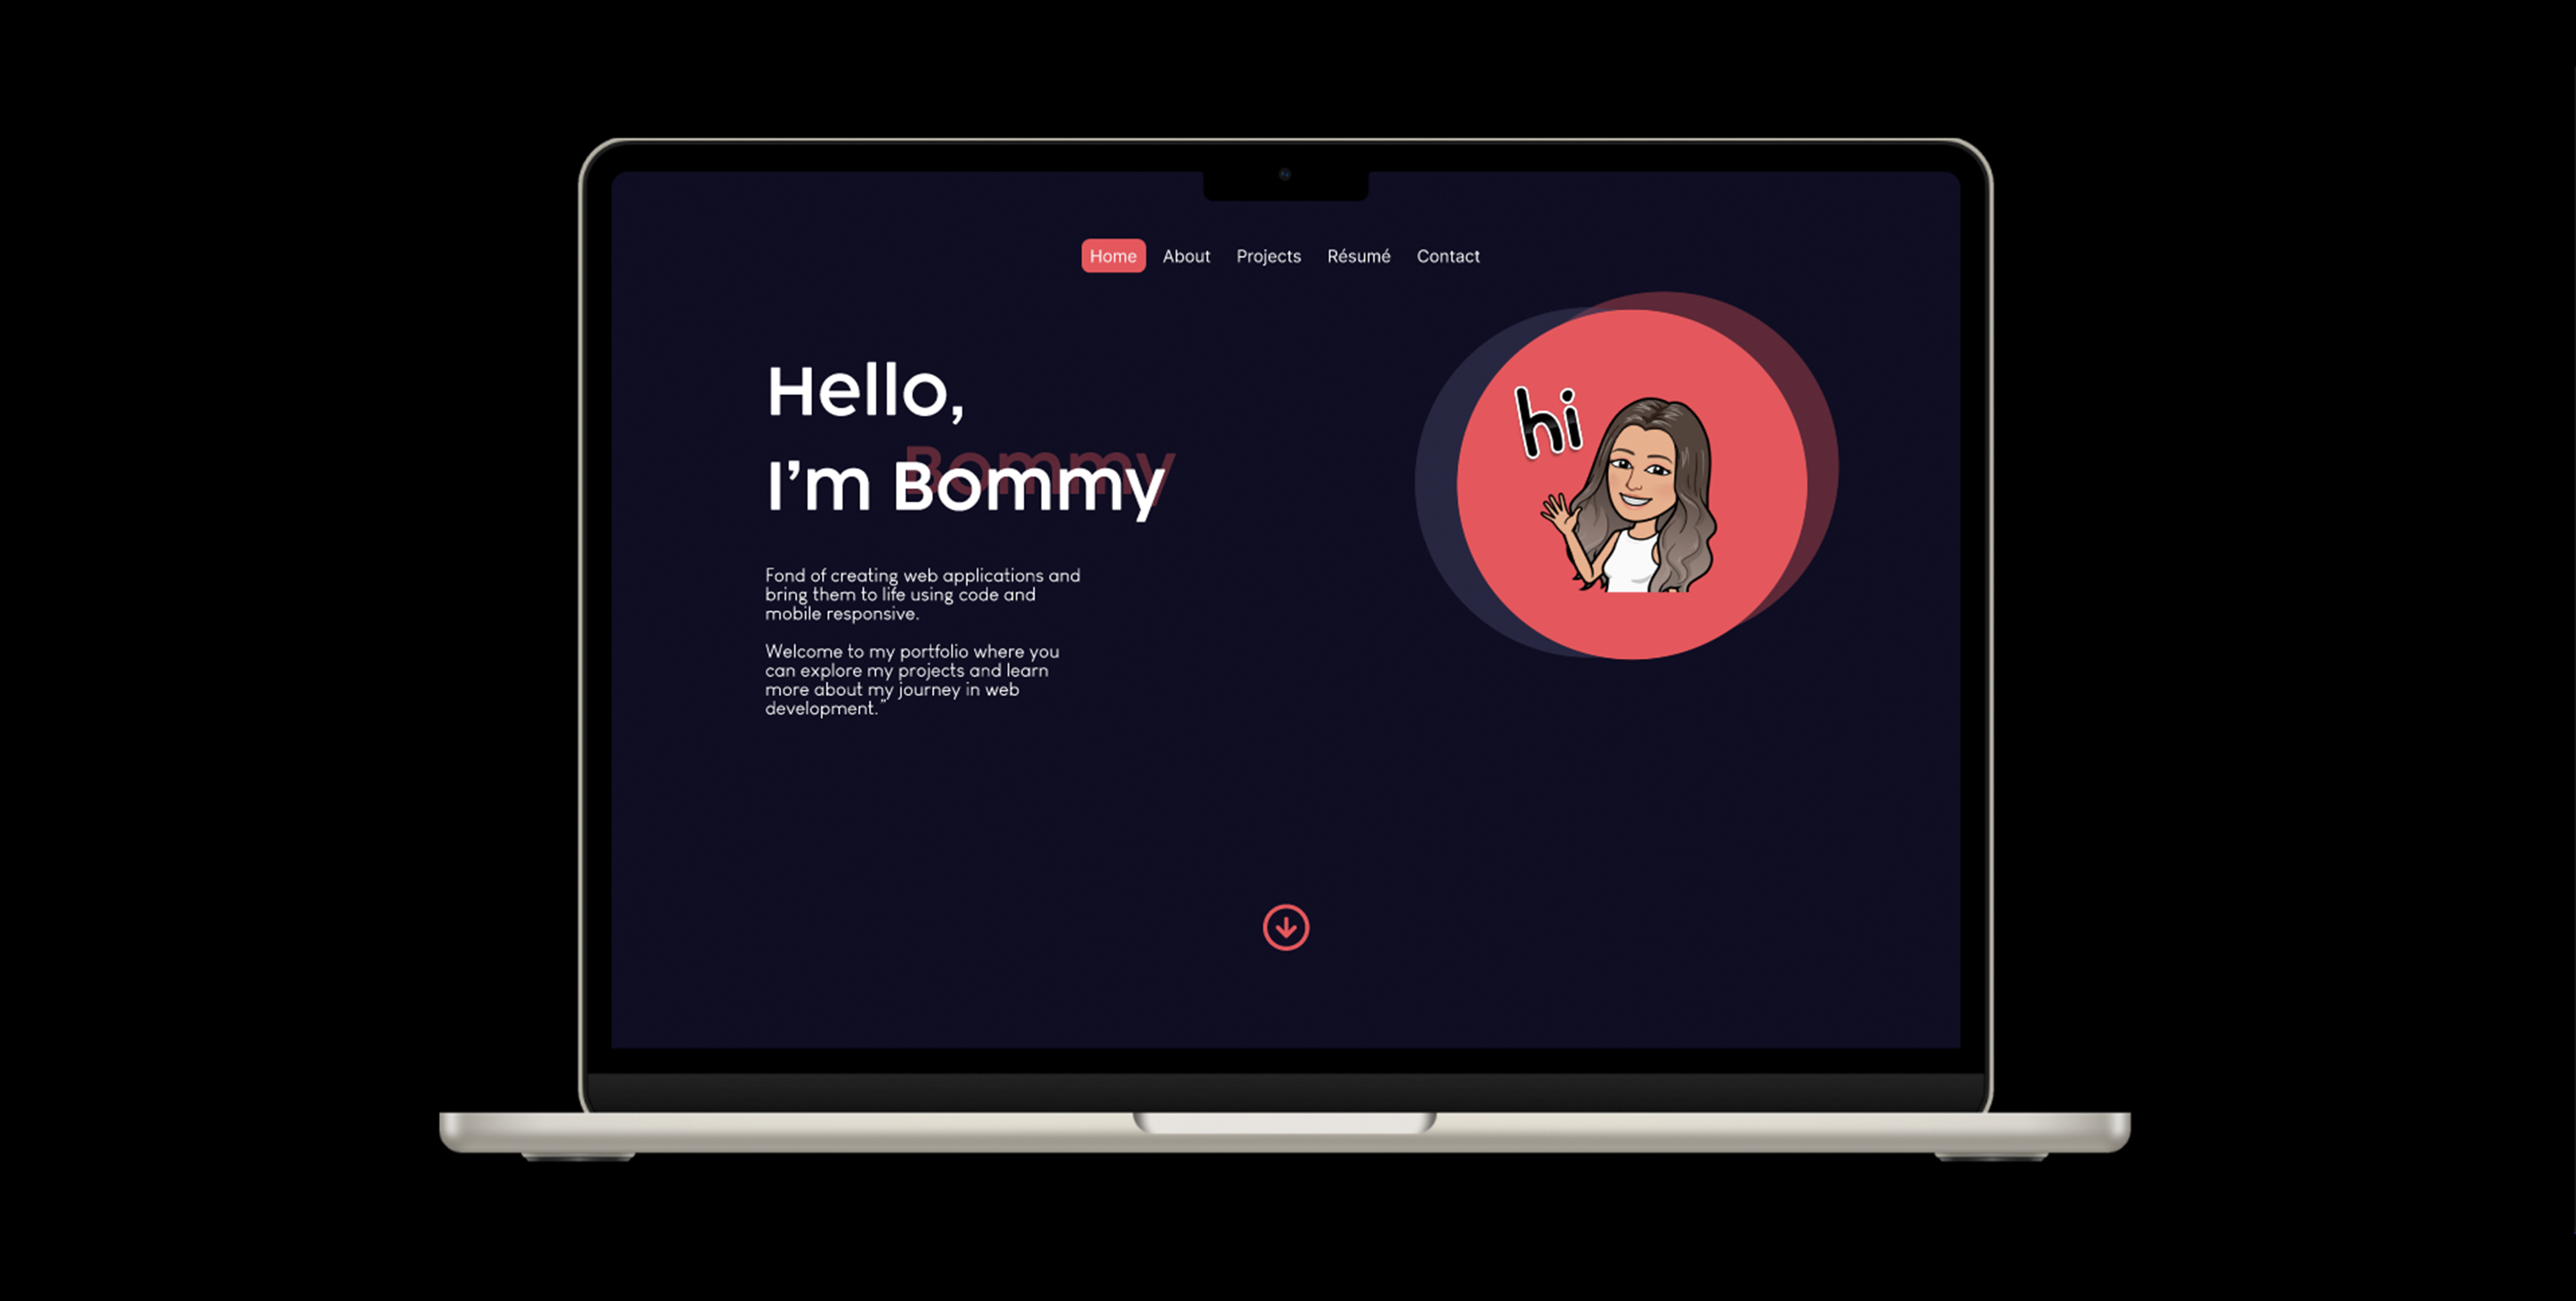 Home About Projects Résumé Contact
Hello,
I’m Bommy
Bommy
hi
Fond of creating web applications and
bring them to life using code and
mobile responsive.
Welcome to my portfolio where you
can explore my projects and learn
more about my journey in web
development.”